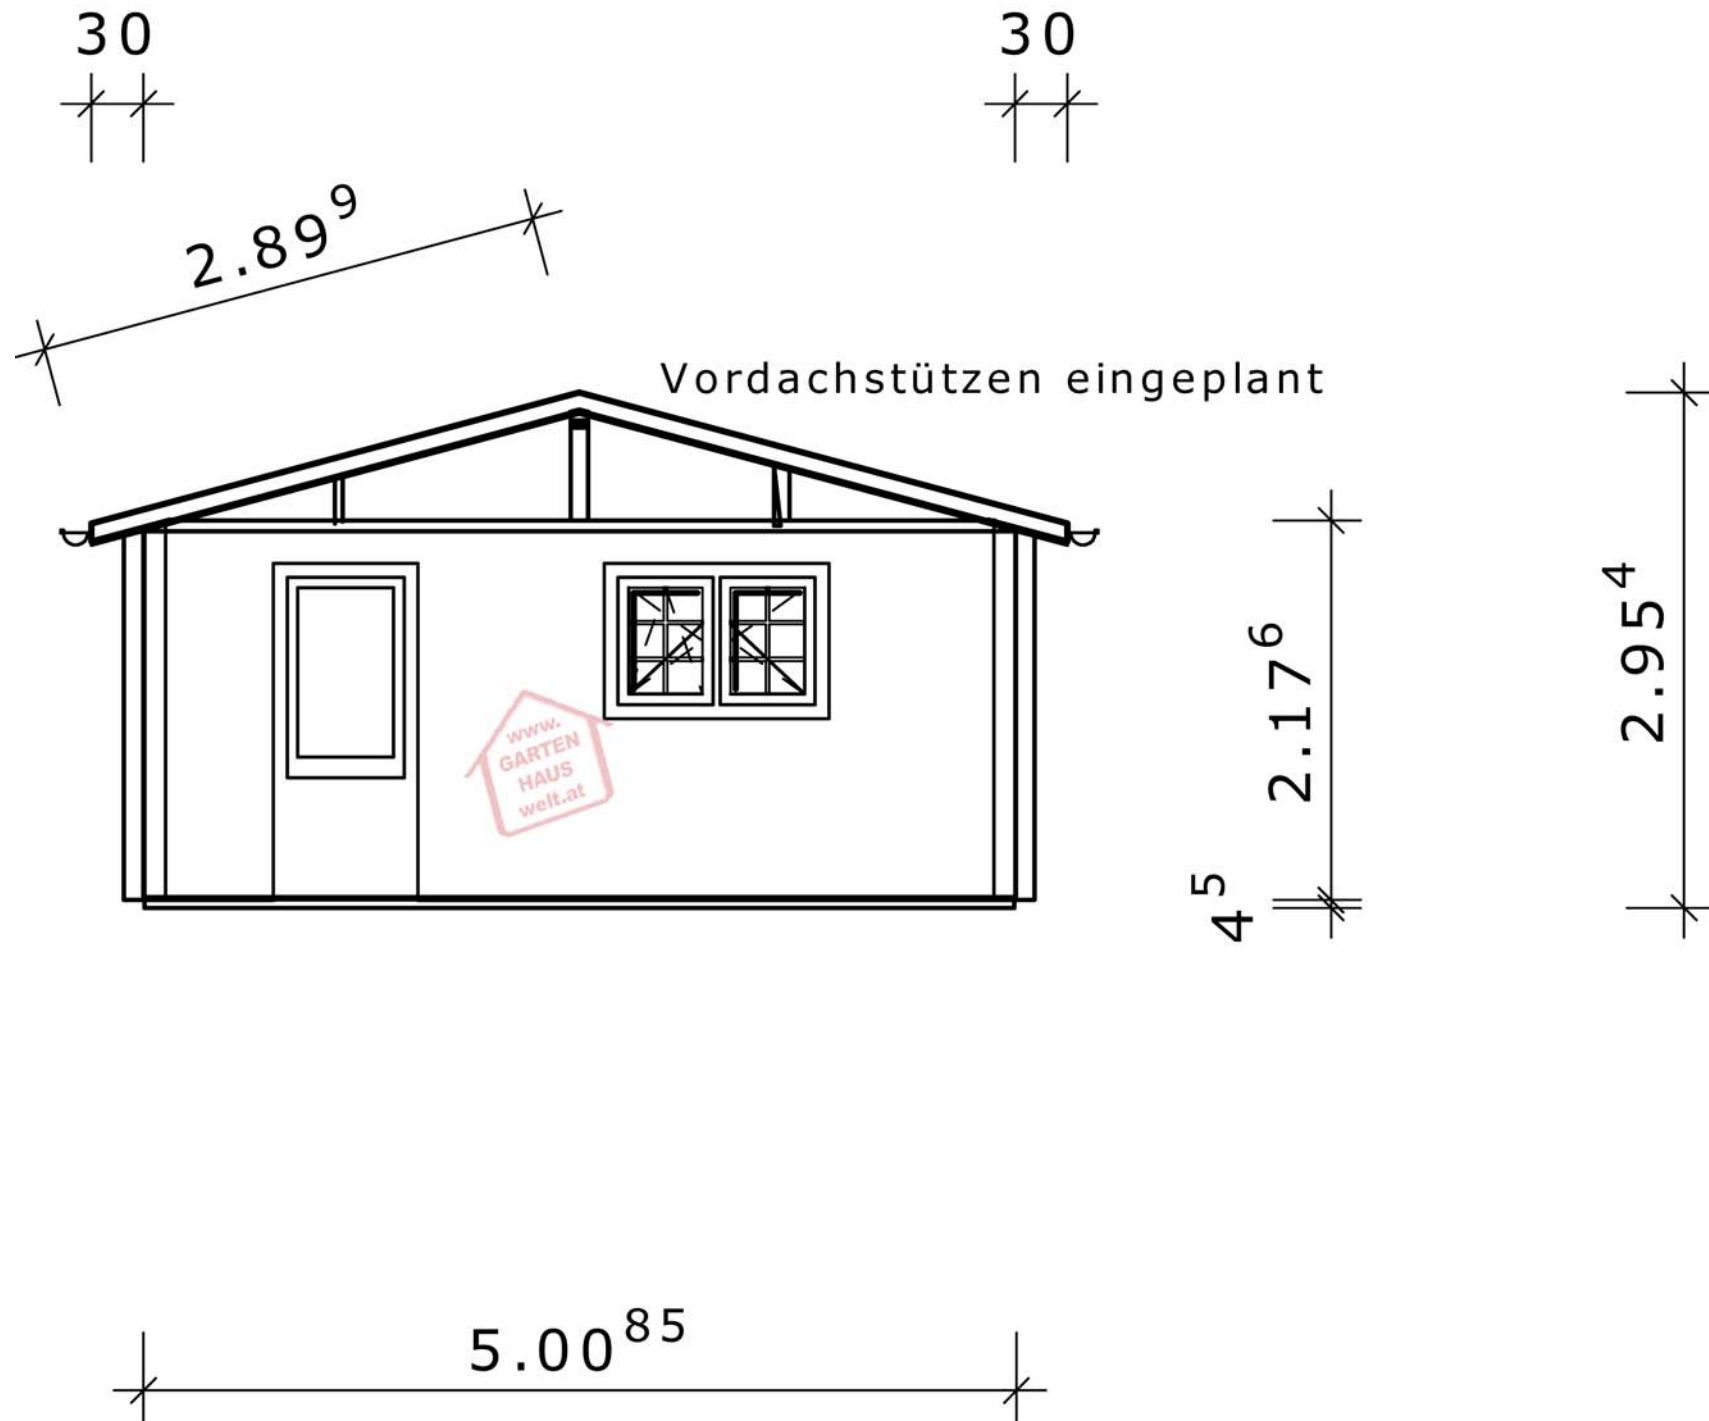 30
30
2.89⁹
Vordachstützen eingeplant
2.95⁴
2.17⁶
4⁵
www.
GARTEN
HAUS
welt.at
5.00⁸⁵